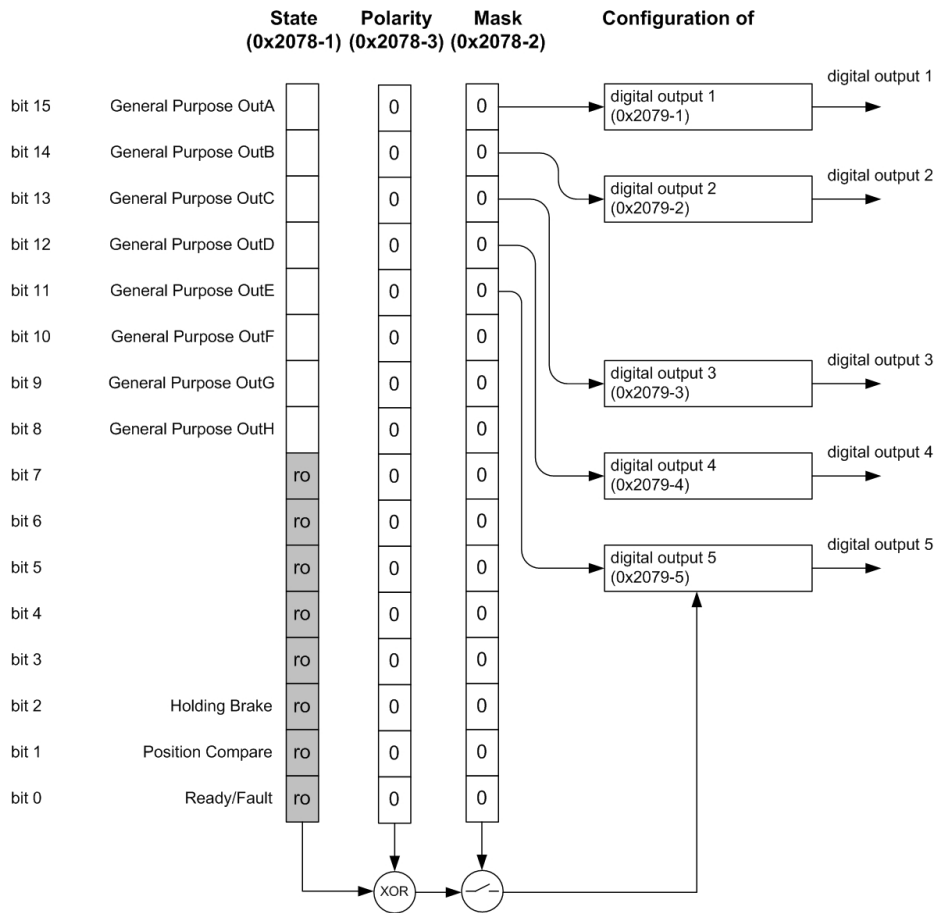 State Polarity Mask Configuration of
(0x2078-1) (0x2078-3) (0x2078-2)
digital output 1
bit 15 General Purpose OutA 0 0 digital output 1
(0x2079-1)
bit 14 General Purpose OutB 0 0
digital output 2
digital output 2
(0x2079-2)
bit 13 General Purpose OutC 0 0
bit 12 General Purpose OutD 0 0
bit 11 General Purpose OutE 0 0
bit 10 General Purpose OutF 0 0
digital output 3
digital output 3
(0x2079-3)
bit 9 General Purpose OutG 0 0
bit 8 General Purpose OutH 0 0
digital output 4
digital output 4
(0x2079-4)
bit 7 ro 0 0
bit 6 ro 0 0
digital output 5
digital output 5
(0x2079-5)
bit 5 ro 0 0
bit 4 ro 0 0
bit 3 ro 0 0
bit 2 Holding Brake ro 0 0
bit 1 Position Compare ro 0 0
bit 0 Ready/Fault ro 0 0
XOR